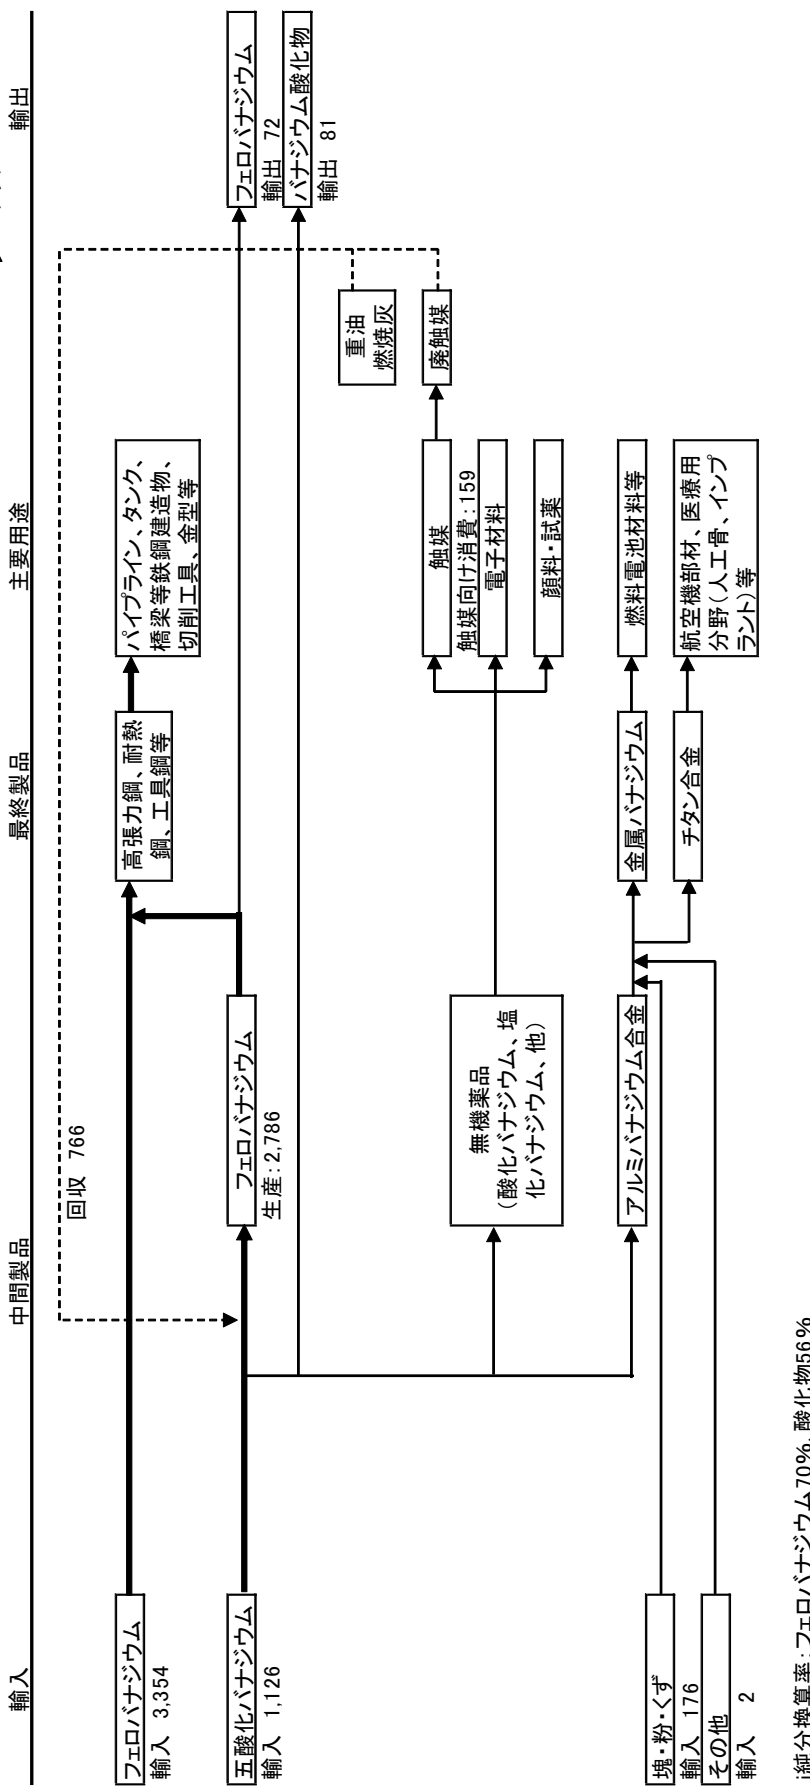 輸入
中間製品
最終製品
主要用途
輸出
フェロバナジウム
輸入 3,354
五酸化バナジウム
輸入 1,126
塊・粉・くず
輸入 176
その他
輸入 2
回収 766
フェロバナジウム
生産:2,786
無機薬品
(酸化バナジウム、塩
化バナジウム、他)
アルミバナジウム合金
高張力鋼、耐熱
鋼、工具鋼等
金属バナジウム
チタン合金
パイプライン、タンク、
橋梁等鉄鋼建造物、
切削工具、金型等
触媒
触媒向け消費:159
電子材料
顔料・試薬
燃料電池材料等
航空機部材、医療用
分野(人工骨、インプ
ラント)等
重油
燃焼灰
廃触媒
フェロバナジウム
輸出 72
バナジウム酸化物
輸出 81
純分換算率:フェロバナジウム70%、酸化物56%